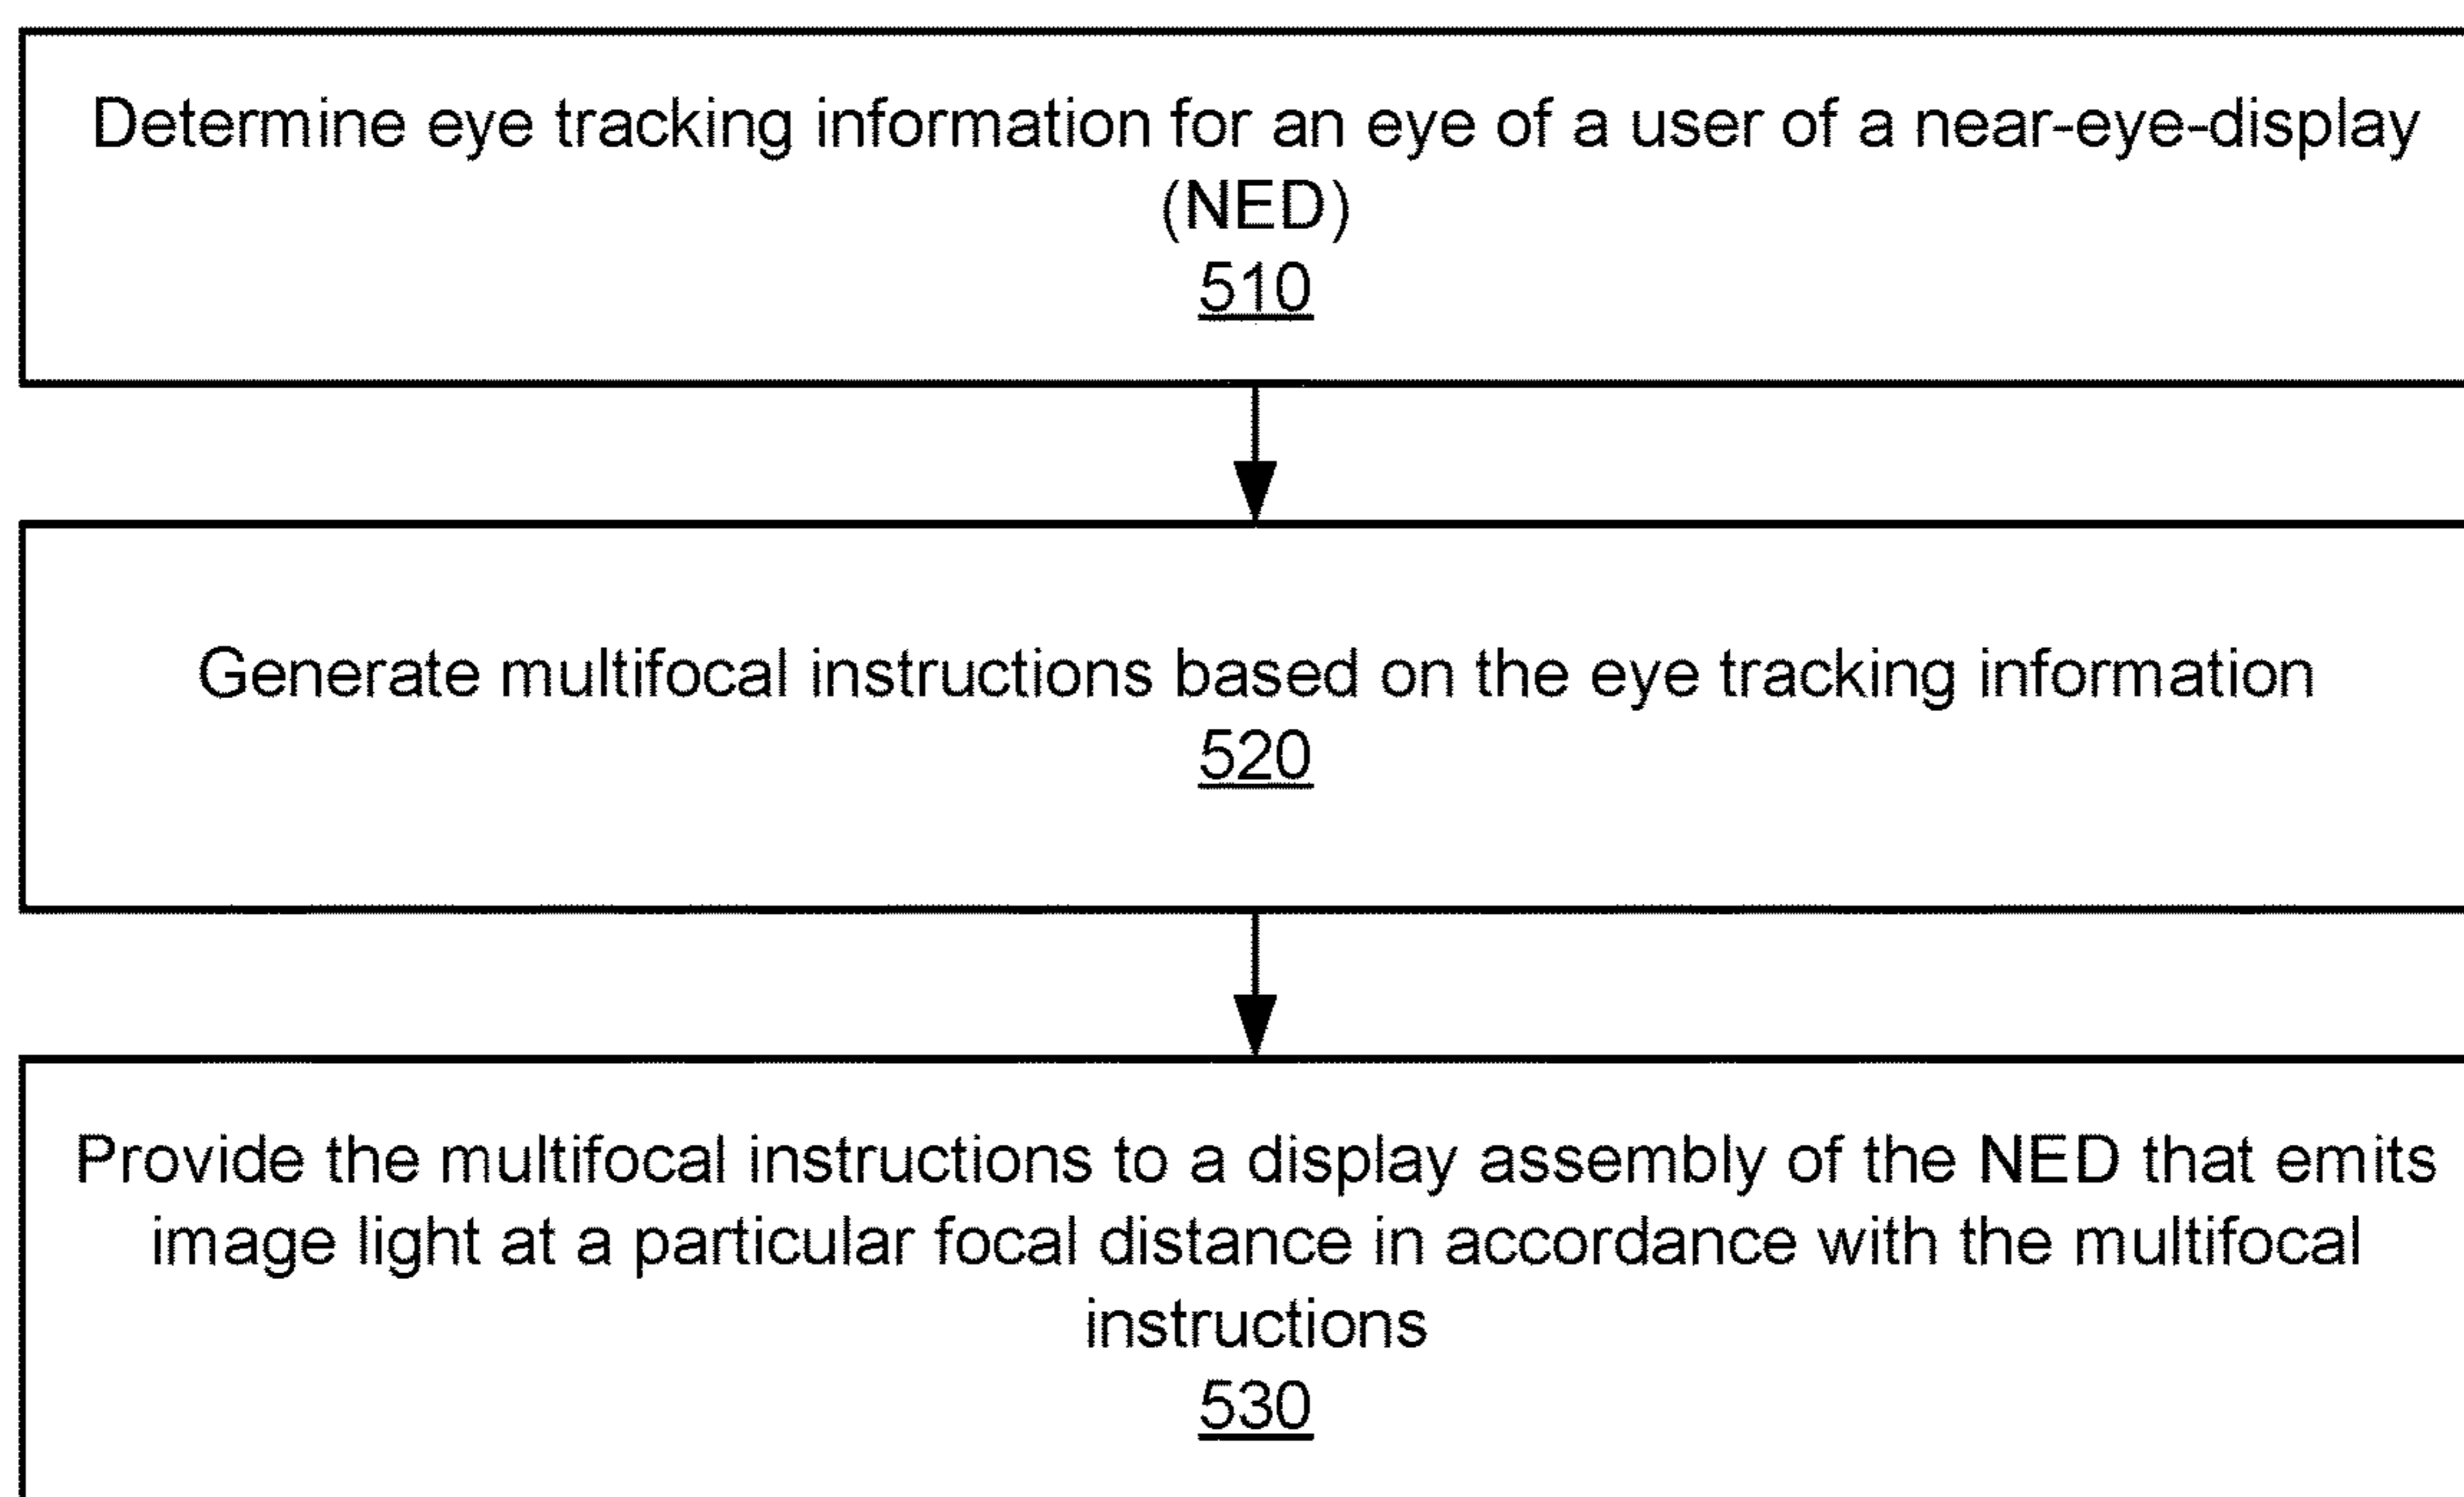 Determine eye tracking information for an eye of a user of a near-eye-display
(NED)
510
Generate multifocal instructions based on the eye tracking information
520
Provide the multifocal instructions to a display assembly of the NED that emits
image light at a particular focal distance in accordance with the multifocal
instructions
530